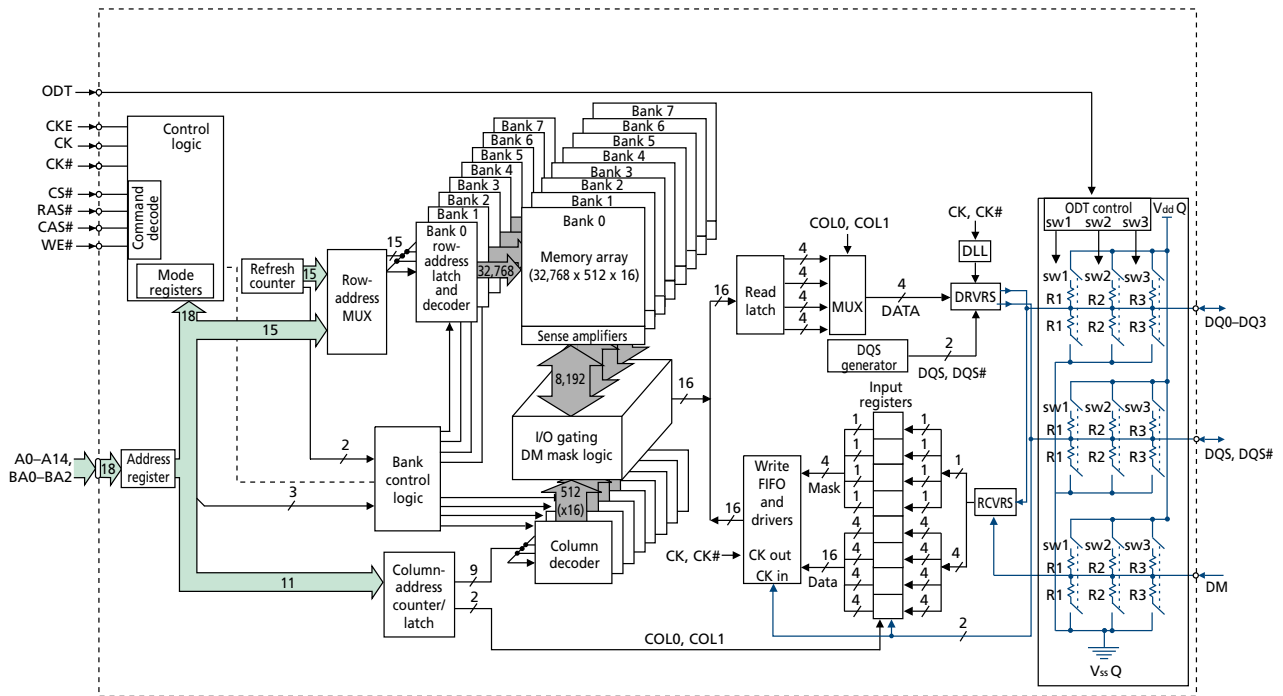 ODT
CKE
CK
CK#
CS#
RAS#
CAS#
WE#
Control
logic
Command
decode
Mode
registers
18
15
A0–A14,
BA0–BA2
18
Address
register
Refresh
counter
15
Row-
address
MUX
2
3
11
15
Bank 7
Bank 6
Bank 5
Bank 4
Bank 3
Bank 2
Bank 1
Bank 0
row-
address
latch
and
decoder
32,768
Bank 7
Bank 6
Bank 5
Bank 4
Bank 3
Bank 2
Bank 1
Bank 0
Memory array
(32,768 x 512 x 16)
Sense amplifiers
8,192
16
I/O gating
DM mask logic
Bank
control
logic
512
(x16)
Column
decoder
Column-
address
counter/
latch
9
2
COL0, COL1
16
Read
latch
4
4
4
4
COL0, COL1
MUX
4
DATA
CK, CK#
DLL
DRVRS
DQS
generator
2
DQS, DQS#
Input
registers
1
1
1
1
4
4
4
4
1
1
1
1
4
4
4
4
1
4
RCVRS
2
16
Write
FIFO
and
drivers
CK out
CK in
CK, CK#
4
Mask
16
Data
ODT control
sw1 sw2 sw3
VddQ
sw1 sw2 sw3
R1 R2 R3
R1 R2 R3
DQ0–DQ3
sw1 sw2 sw3
R1 R2 R3
R1 R2 R3
DQS, DQS#
sw1 sw2 sw3
R1 R2 R3
R1 R2 R3
DM
VssQ